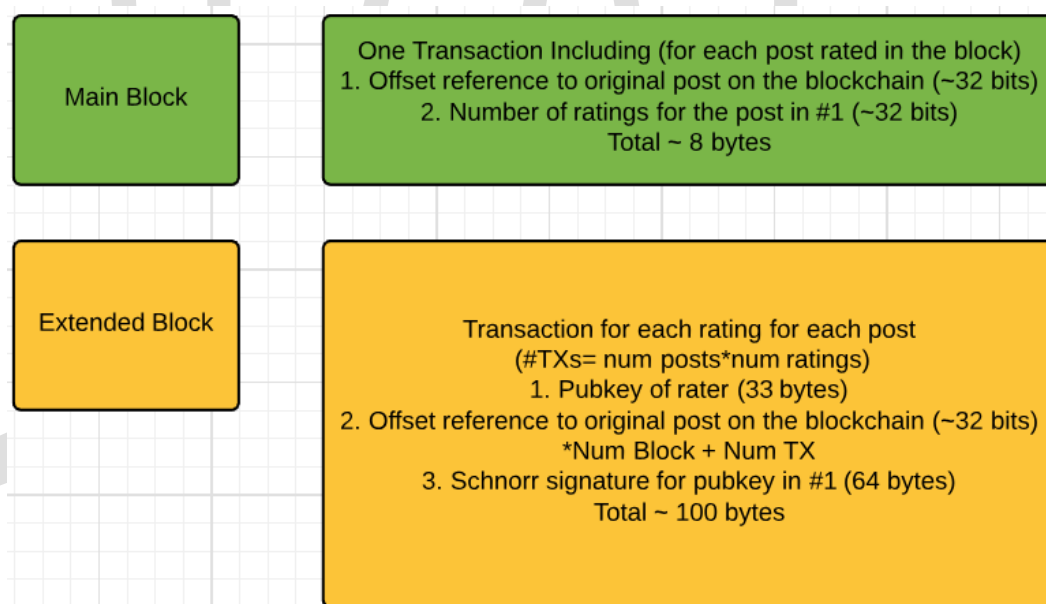 Main Block
One Transaction Including (for each post rated in the block)
1. Offset reference to original post on the blockchain (~32 bits)
2. Number of ratings for the post in #1 (~32 bits)
Total ~ 8 bytes
Extended Block
Transaction for each rating for each post
(#TXs= num posts*num ratings)
1. Pubkey of rater (33 bytes)
2. Offset reference to original post on the blockchain (~32 bits)
*Num Block + Num TX
3. Schnorr signature for pubkey in #1 (64 bytes)
Total ~ 100 bytes